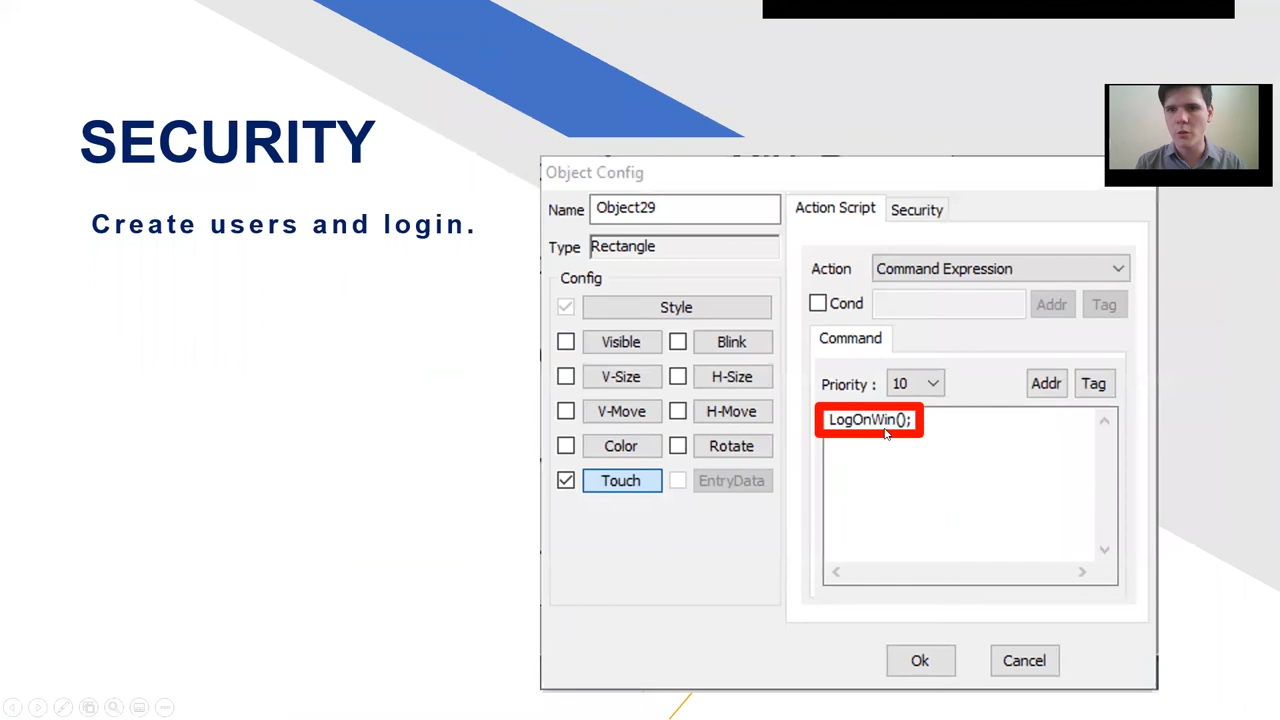 SECURITY
Create users and login.
Object Config
Name Object29
Type Rectangle
Config
Style
Visible Blink
V-Size H-Size
V-Move H-Move
Color Rotate
Touch EntryData
Action Script Security
Action Command Expression
Cond Addr Tag
Command
Priority : 10 Addr Tag
LogOnWin();
Ok Cancel